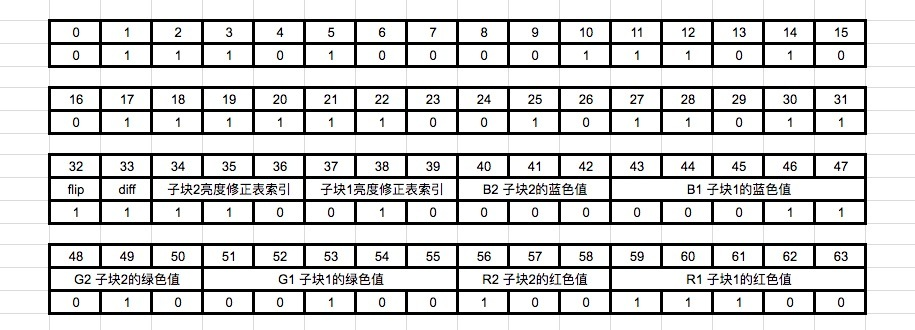 0 1 2 3 4 5 6 7 8 9 10 11 12 13 14 15
0 1 1 1 0 1 0 0 0 0 1 1 1 0 1 0
16 17 18 19 20 21 22 23 24 25 26 27 28 29 30 31
0 1 1 1 1 1 1 0 0 1 0 1 1 0 1 1
32 33 34 35 36 37 38 39 40 41 42 43 44 45 46 47
flip diff 子块2亮度修正表索引 子块1亮度修正表索引 B2 子块2的蓝色值 B1 子块1的蓝色值
1 1 1 1 0 0 1 0 0 0 0 0 0 0 1 1
48 49 50 51 52 53 54 55 56 57 58 59 60 61 62 63
G2 子块2的绿色值 G1 子块1的绿色值 R2 子块2的红色值 R1 子块1的红色值
0 1 0 0 0 1 0 0 1 0 0 1 1 1 0 0